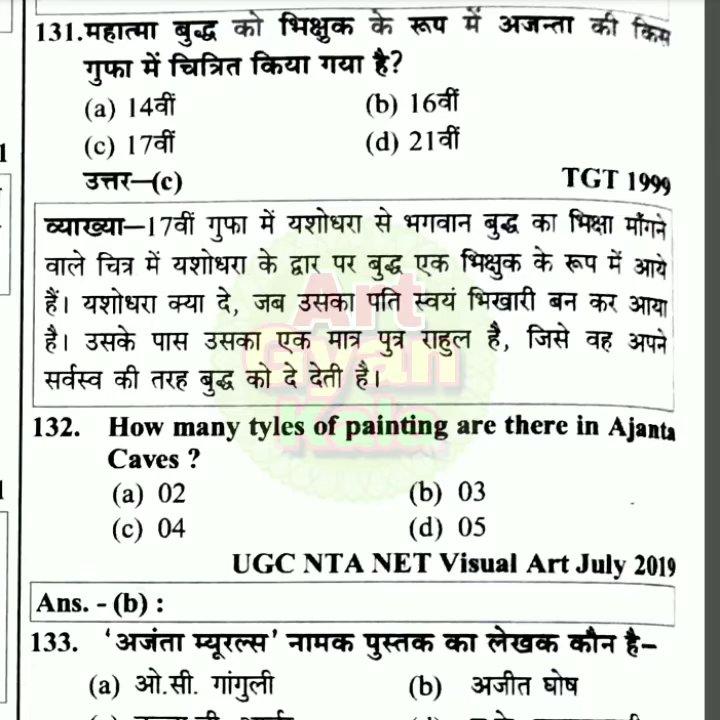 131.महात्मा बुद्ध को भिक्षुक के रूप में अजन्ता की किस
गुफा में चित्रित किया गया है?
(a) 14वीं (b) 16वीं
(c) 17वीं (d) 21वीं
उत्तर—(c) TGT 1999
व्याख्या—17वीं गुफा में यशोधरा से भगवान बुद्ध का भिक्षा माँगने
वाले चित्र में यशोधरा के द्वार पर बुद्ध एक भिक्षुक के रूप में आये
हैं। यशोधरा क्या दे, जब उसका पति स्वयं भिखारी बन कर आया
है। उसके पास उसका एक मात्र पुत्र राहुल है, जिसे वह अपने
सर्वस्व की तरह बुद्ध को दे देती है।
Art
Gyan
Kala
132. How many tyles of painting are there in Ajanta
Caves ?
(a) 02 (b) 03
(c) 04 (d) 05
UGC NTA NET Visual Art July 2019
Ans. - (b) :
133. ‘अजंता म्यूरल्स’ नामक पुस्तक का लेखक कौन है–
(a) ओ.सी. गांगुली (b) अजीत घोष